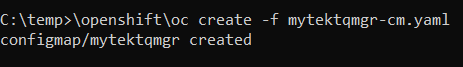 C:\temp>\openshift\oc create -f mytektqmgr-cm.yaml
configmap/mytektqmgr created